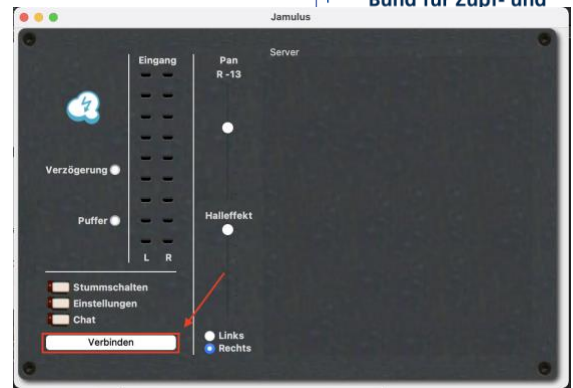 Bund für Zupf- und
Jamulus
Eingang
Pan
R -13
Server
Verzögerung
Puffer
Halleffekt
L R
Stummschalten
Einstellungen
Chat
Verbinden
Links
Rechts